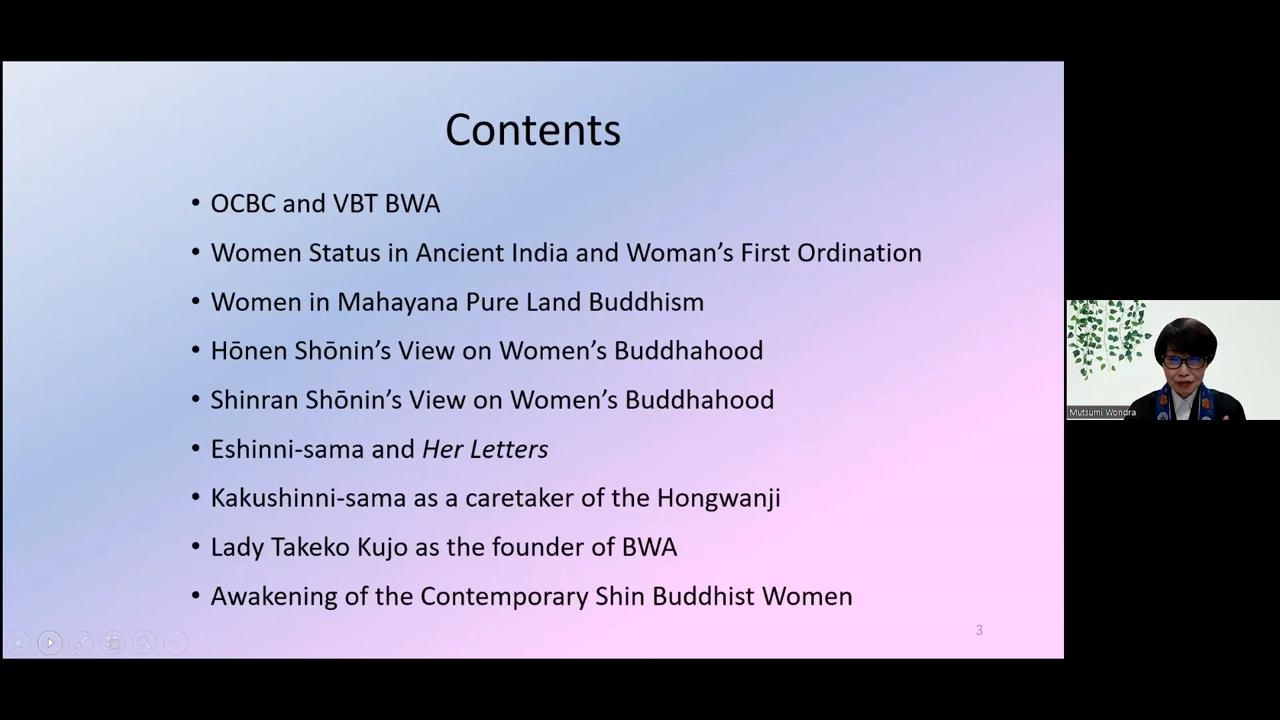 Contents
• OCBC and VBT BWA
• Women Status in Ancient India and Woman’s First Ordination
• Women in Mahayana Pure Land Buddhism
• Hōnen Shōnin’s View on Women’s Buddhahood
• Shinran Shōnin’s View on Women’s Buddhahood
• Eshinni-sama and Her Letters
• Kakushinni-sama as a caretaker of the Hongwanji
• Lady Takeko Kujo as the founder of BWA
• Awakening of the Contemporary Shin Buddhist Women
3
Mutsumi Wondra